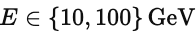 E ∈ {10, 100} GeV